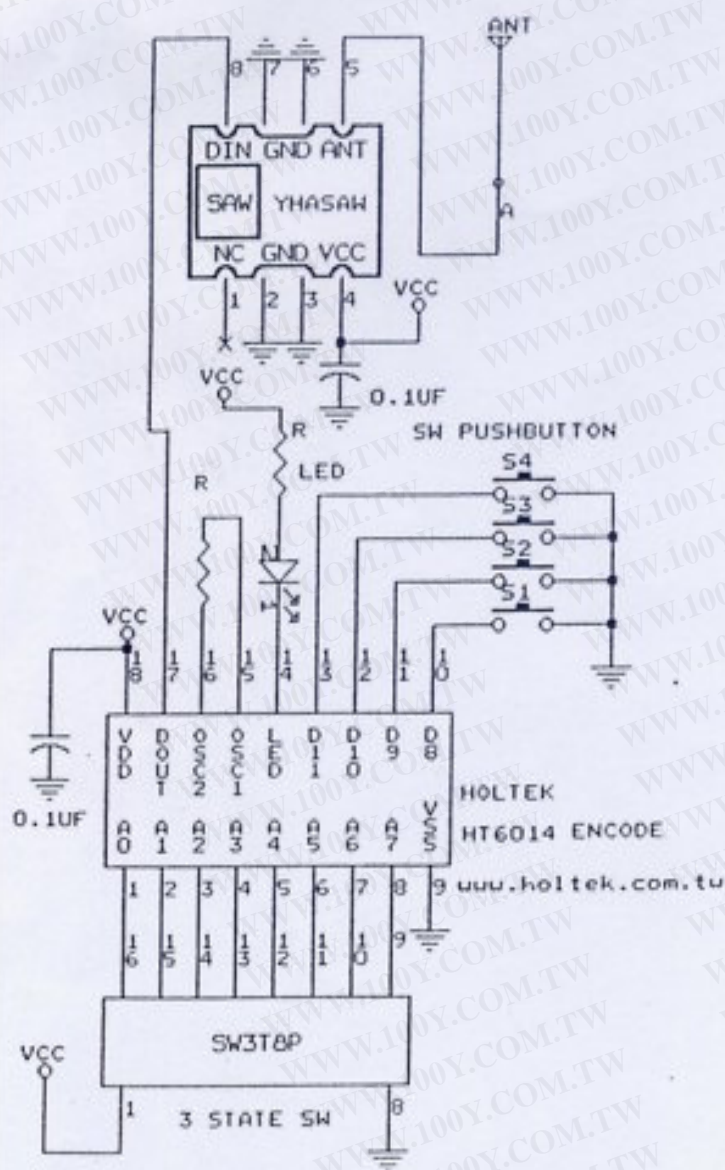 ANT
8 7 6 5
DIN GND ANT
SAW YHASAW
A
NC GND VCC
1 2 3 4
VCC
X
VCC
0.1UF
SW PUSHBUTTON
R
LED
R
S4
S3
S2
S1
VCC
18 17 16 15 14 13 12 11 10
VDD DOUT OSC2 OSC1 LED D11 D10 D9 D8
0.1UF
HOLTEK
A0 A1 A2 A3 A4 A5 A6 A7 VSS
HT6014 ENCODE
1 2 3 4 5 6 7 8 9
www.holtek.com.tw
16 15 14 13 12 11 10 9
SW3T8P
VCC
1 8
3 STATE SW
WWW.100Y.COM.TW